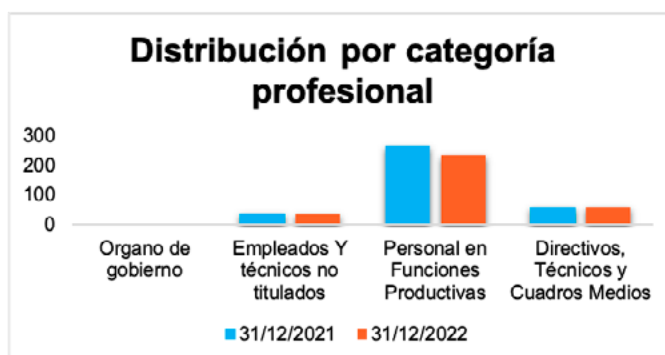 Distribución por categoría
profesional
300
200
100
0
Organo de
gobierno
Empleados Y
técnicos no
titulados
Personal en
Funciones
Productivas
Directivos,
Técnicos y
Cuadros Medios
31/12/2021
31/12/2022